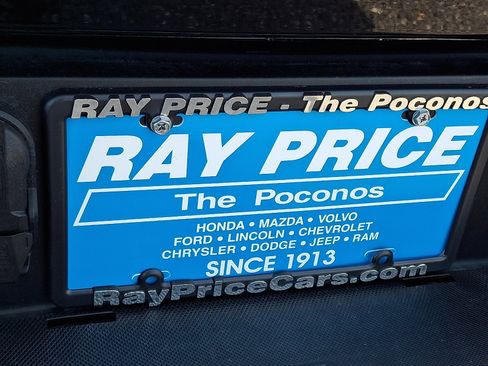 RAY PRICE - The Poconos
RAY PRICE
The Poconos
HONDA • MAZDA • VOLVO
FORD • LINCOLN • CHEVROLET
CHRYSLER • DODGE • JEEP • RAM
SINCE 1913
RayPriceCars.com